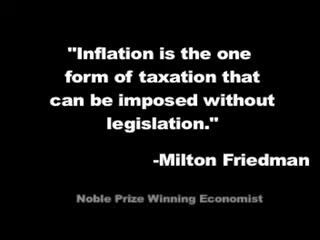 "Inflation is the one
form of taxation that
can be imposed without
legislation."
-Milton Friedman
Noble Prize Winning Economist